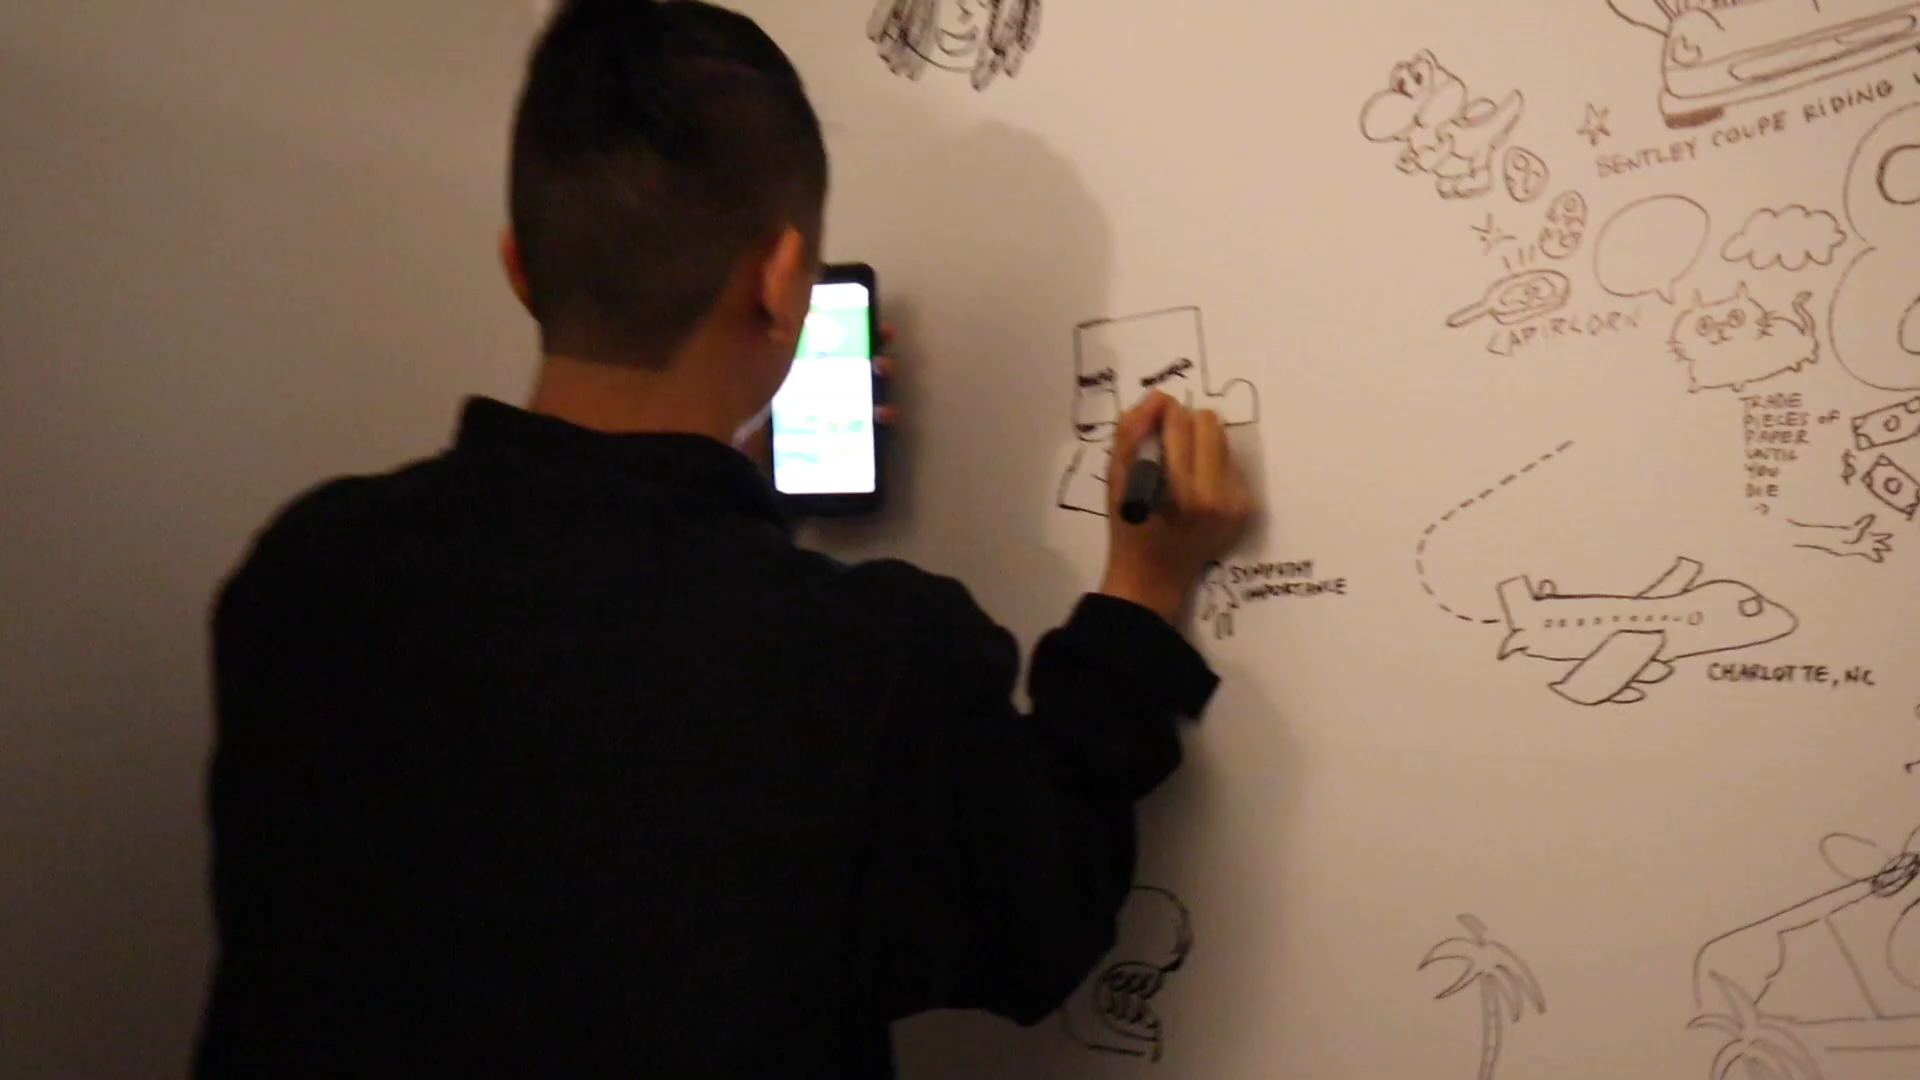 BENTLEY COUPE RIDING
CAPIRCORN
TRADE
PIECES OF
PAPER
UNTIL
YOU
DIE
:)
$
SYMPATHY
IMPORTANCE
CHARLOTTE, NC